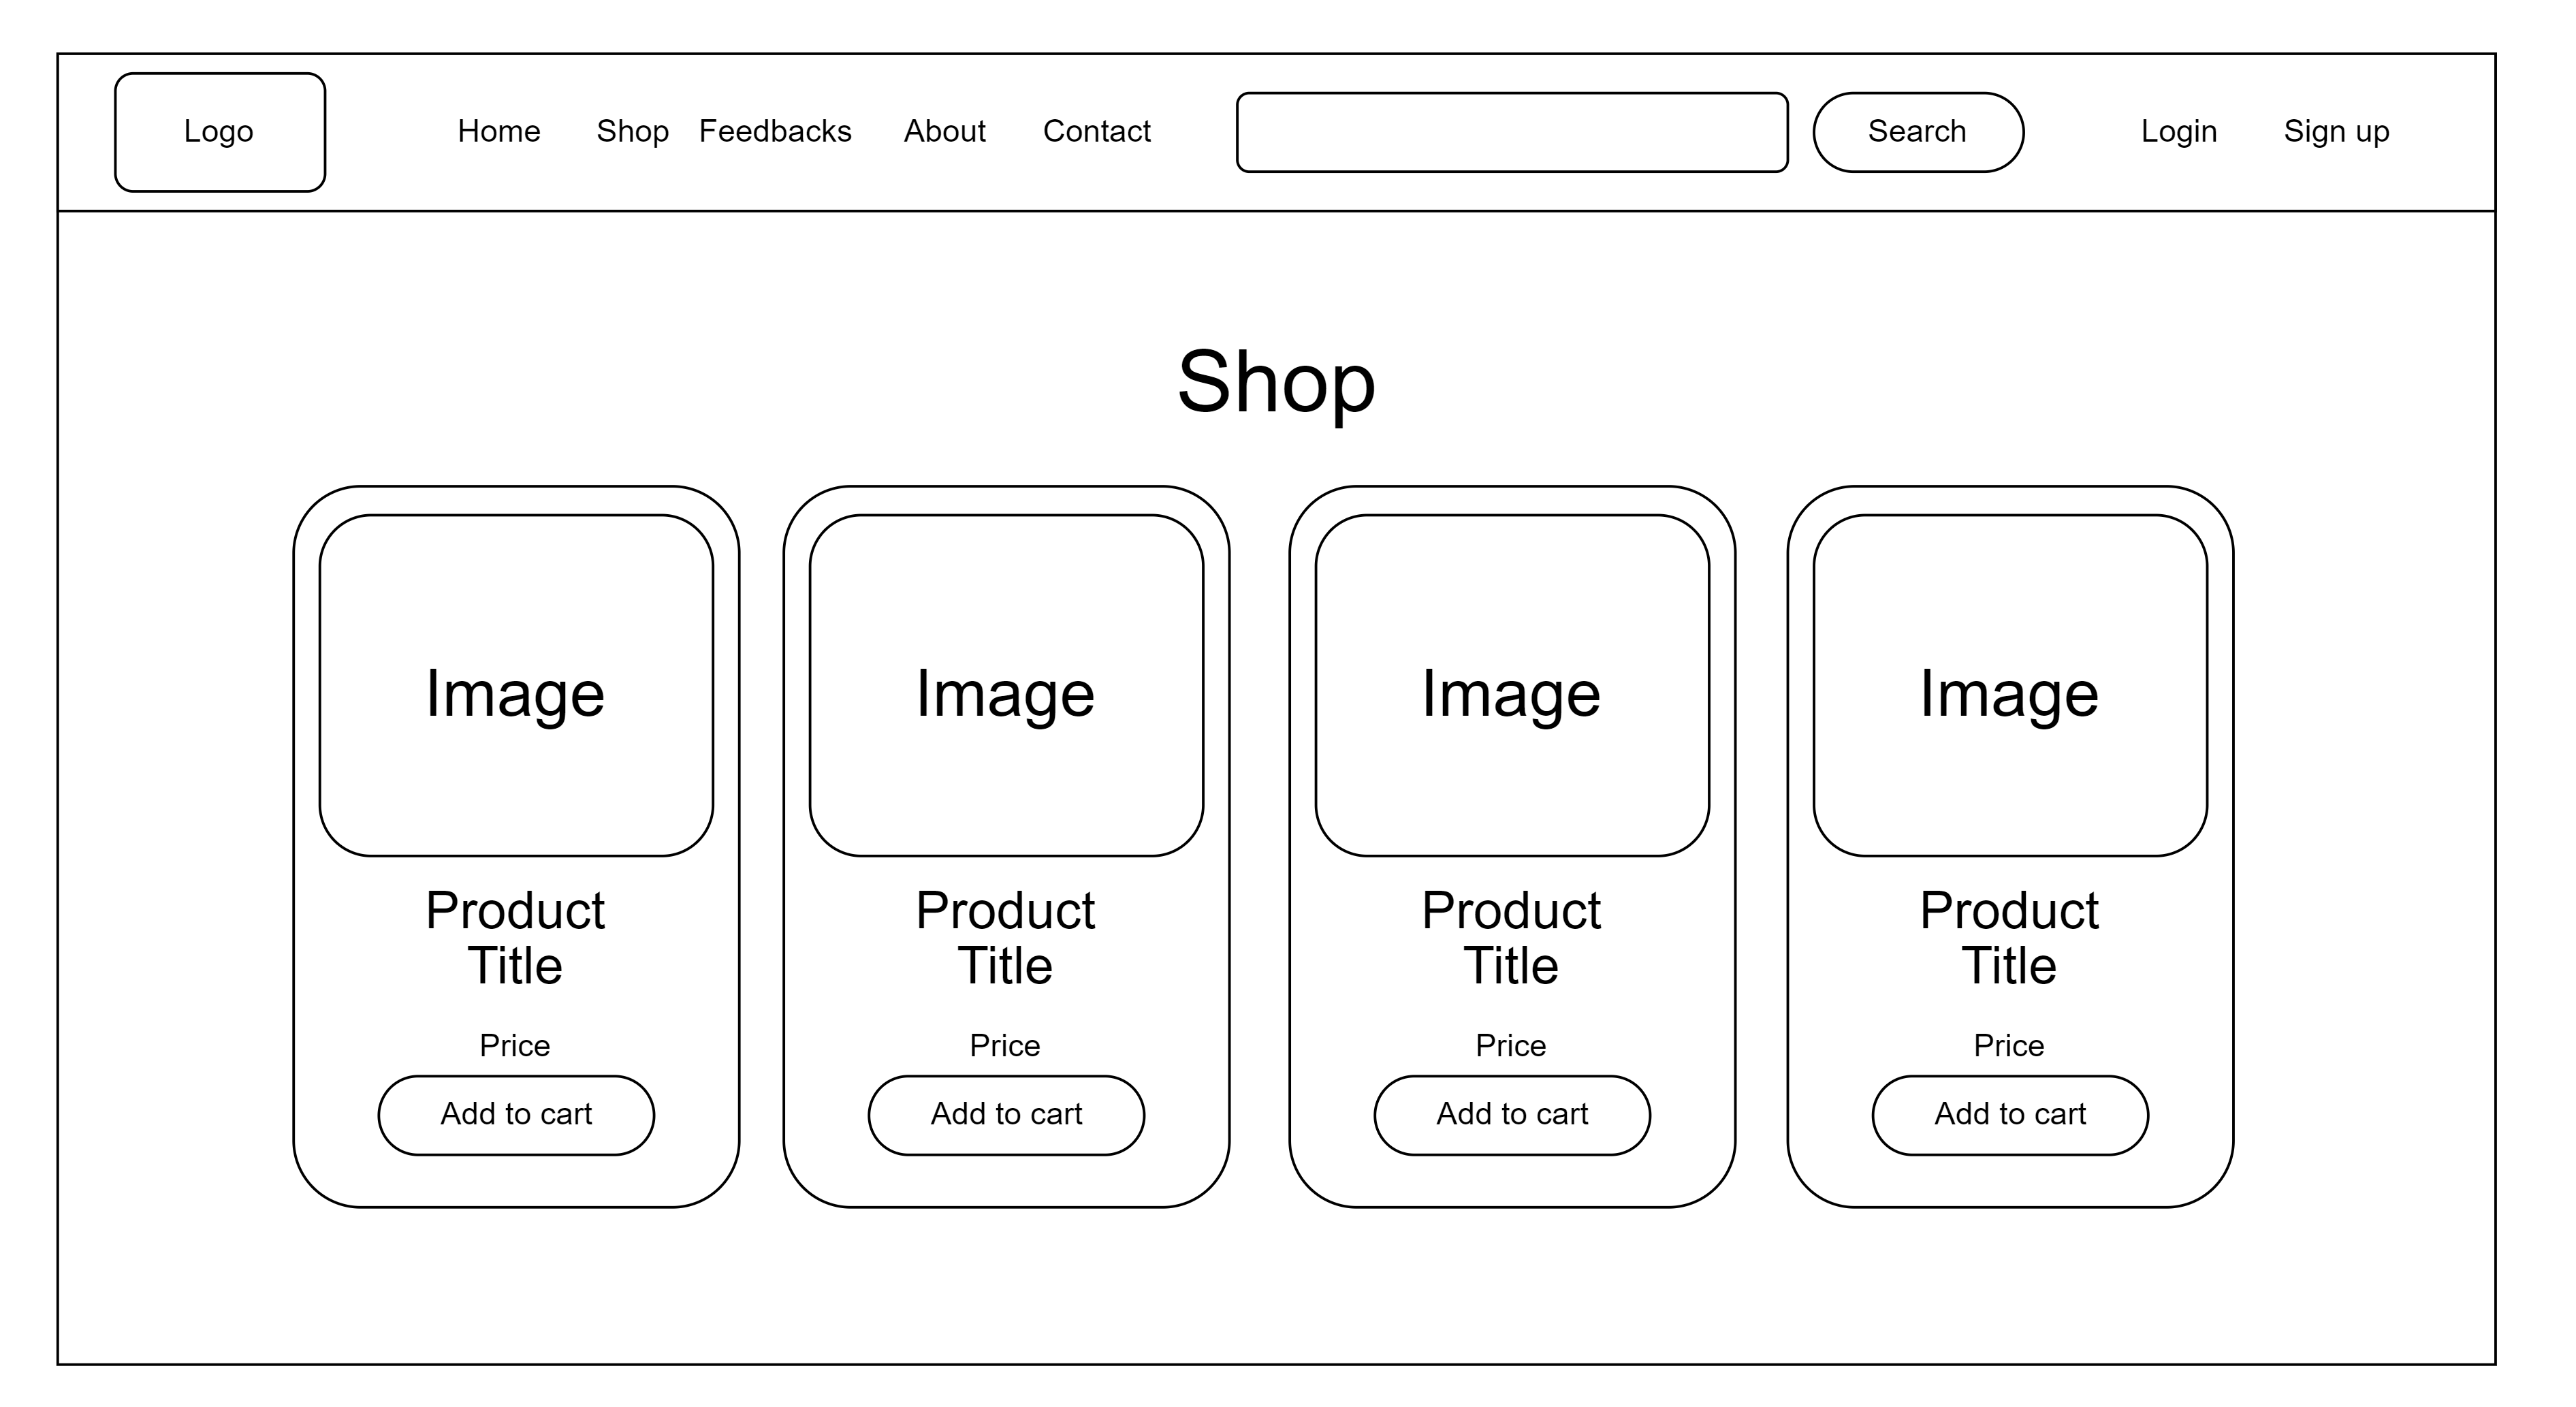 Logo Home Shop Feedbacks About Contact Search Login Sign up
Shop
Image Image Image Image
Product Product Product Product
Title Title Title Title
Price Price Price Price
Add to cart Add to cart Add to cart Add to cart